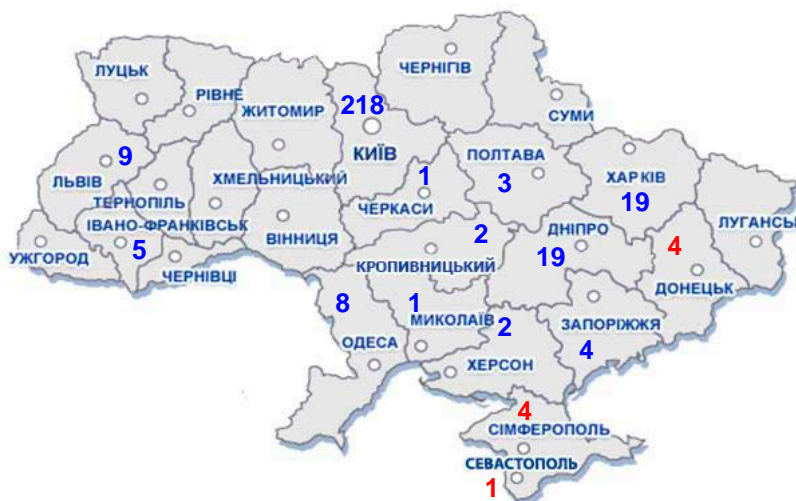 ЧЕРНІГІВ
ЛУЦЬК
РІВНЕ
ЖИТОМИР
218
СУМИ
КИЇВ
9
ЛЬВІВ
ПОЛТАВА
3
ХАРКІВ
19
ХМЕЛЬНИЦЬКИЙ
1
ЧЕРКАСИ
ТЕРНОПІЛЬ
ІВАНО-ФРАНКІВСЬК
5
ВІННИЦЯ
ЛУГАНСЬ
ДНІПРО
19
2
4
УЖГОРОД
ЧЕРНІВЦІ
КРОПИВНИЦЬКИЙ
ДОНЕЦЬК
8
1
МИКОЛАЇВ
2
ЗАПОРІЖЖЯ
4
ОДЕСА
ХЕРСОН
4
СІМФЕРОПОЛЬ
СЕВАСТОПОЛЬ
1